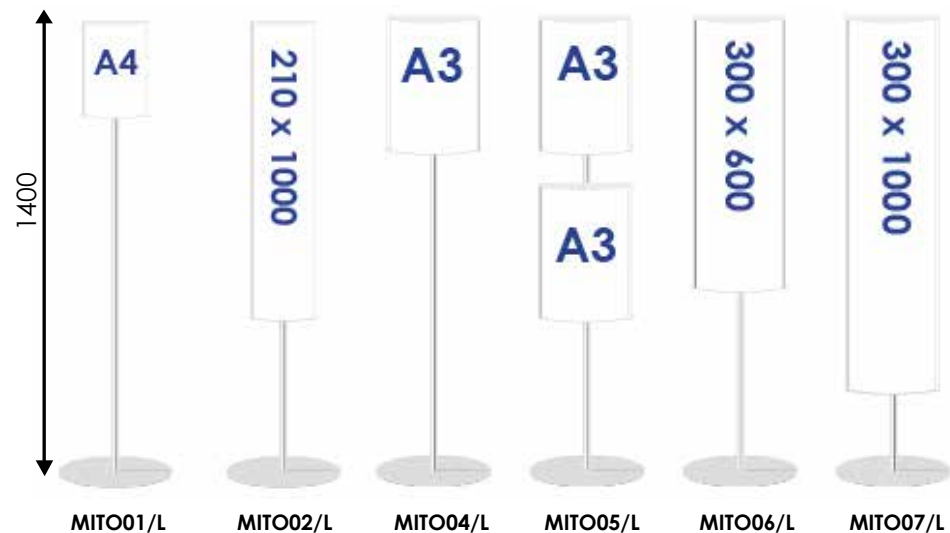 1400
A4
210 x 1000
A3
A3
A3
300 x 600
300 x 1000
MITO01/L
MITO02/L
MITO04/L
MITO05/L
MITO06/L
MITO07/L